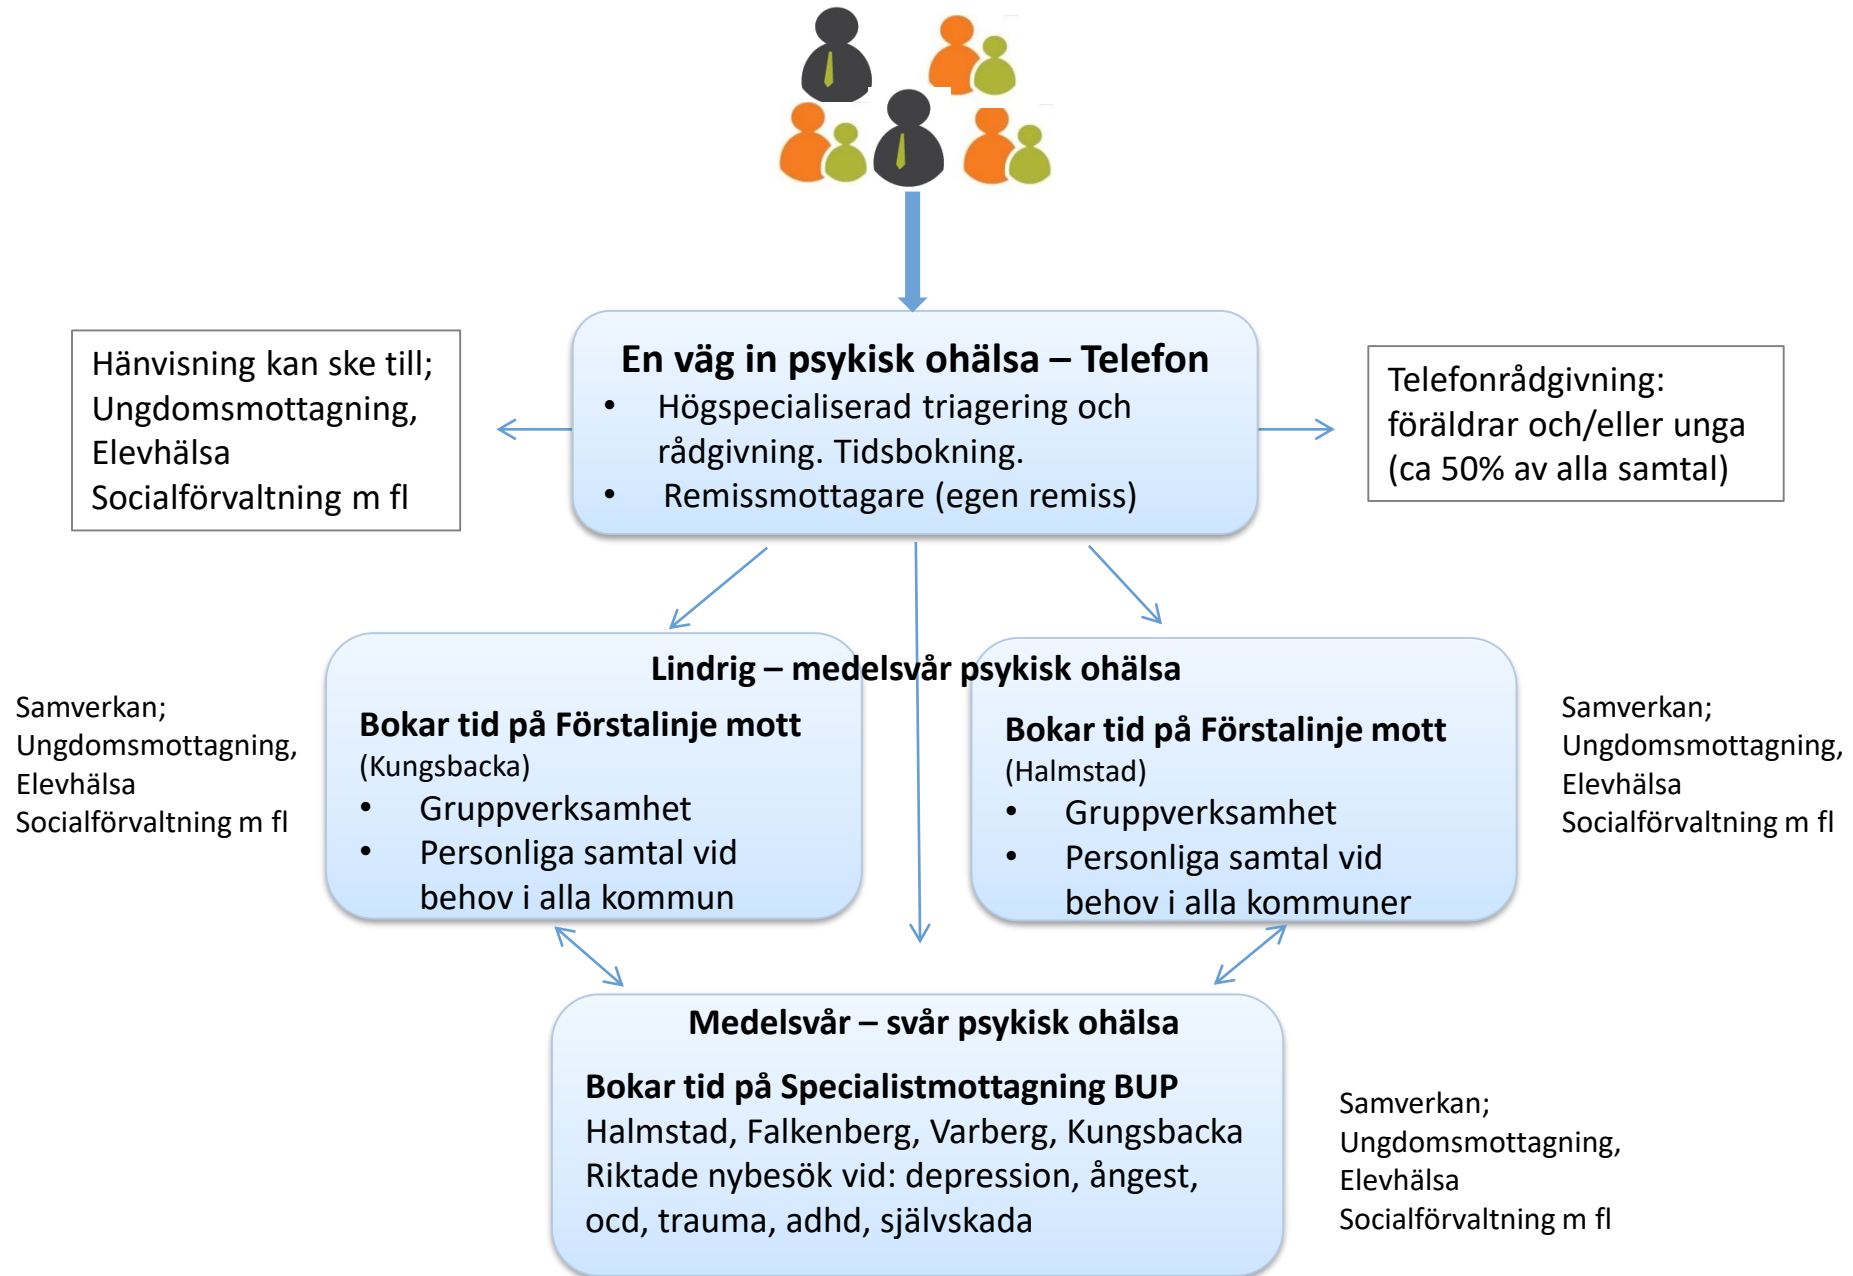 En väg in psykisk ohälsa – Telefon
• Högspecialiserad triagering och
rådgivning. Tidsbokning.
• Remissmottagare (egen remiss)
Hänvisning kan ske till;
Ungdomsmottagning,
Elevhälsa
Socialförvaltning m fl
Telefonrådgivning:
föräldrar och/eller unga
(ca 50% av alla samtal)
Lindrig – medelsvår psykisk ohälsa
Samverkan;
Ungdomsmottagning,
Elevhälsa
Socialförvaltning m fl
Bokar tid på Förstalinje mott
(Kungsbacka)
• Gruppverksamhet
• Personliga samtal vid
behov i alla kommun
Bokar tid på Förstalinje mott
(Halmstad)
• Gruppverksamhet
• Personliga samtal vid
behov i alla kommuner
Samverkan;
Ungdomsmottagning,
Elevhälsa
Socialförvaltning m fl
Medelsvår – svår psykisk ohälsa
Bokar tid på Specialistmottagning BUP
Halmstad, Falkenberg, Varberg, Kungsbacka
Riktade nybesök vid: depression, ångest,
ocd, trauma, adhd, självskada
Samverkan;
Ungdomsmottagning,
Elevhälsa
Socialförvaltning m fl